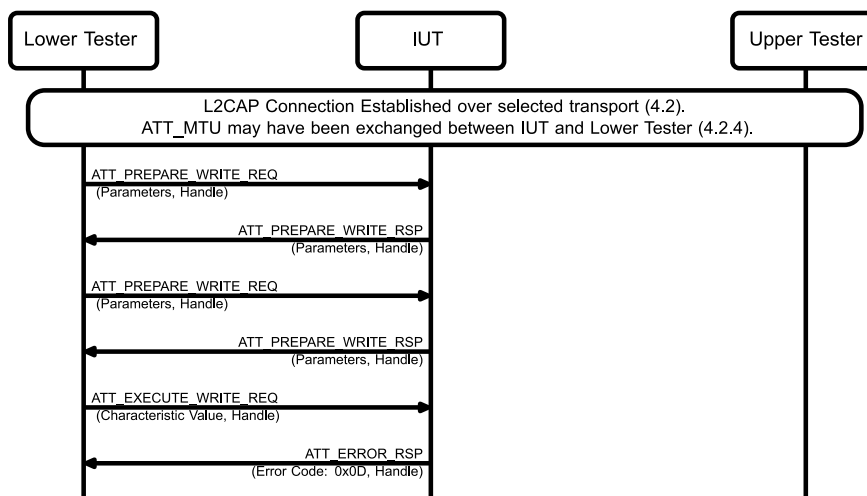 Lower Tester
IUT
Upper Tester
L2CAP Connection Established over selected transport (4.2).
ATT_MTU may have been exchanged between IUT and Lower Tester (4.2.4).
ATT_PREPARE_WRITE_REQ
(Parameters, Handle)
ATT_PREPARE_WRITE_RSP
(Parameters, Handle)
ATT_PREPARE_WRITE_REQ
(Parameters, Handle)
ATT_PREPARE_WRITE_RSP
(Parameters, Handle)
ATT_EXECUTE_WRITE_REQ
(Characteristic Value, Handle)
ATT_ERROR_RSP
(Error Code: 0x0D, Handle)